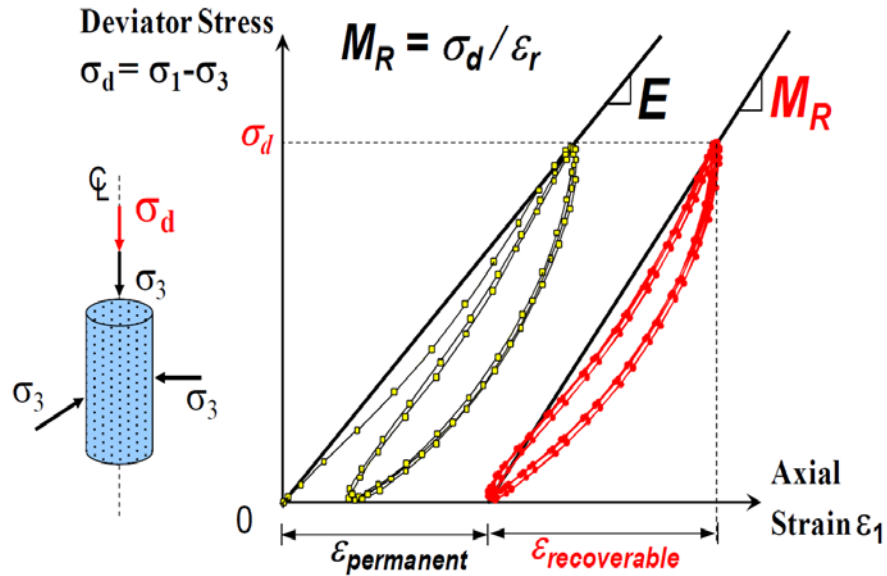 Deviator Stress
σd = σ1-σ3
MR = σd / εr
E
MR
σd
℄
σd
σ3
σ3
σ3
0
Axial
Strain ε1
εpermanent
εrecoverable